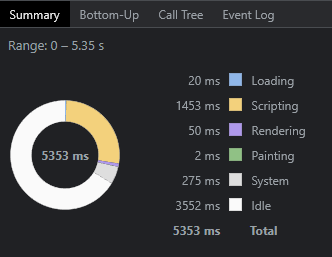 Summary Bottom-Up Call Tree Event Log
Range: 0 – 5.35 s
20 ms Loading
1453 ms Scripting
50 ms Rendering
5353 ms
2 ms Painting
275 ms System
3552 ms Idle
5353 ms Total